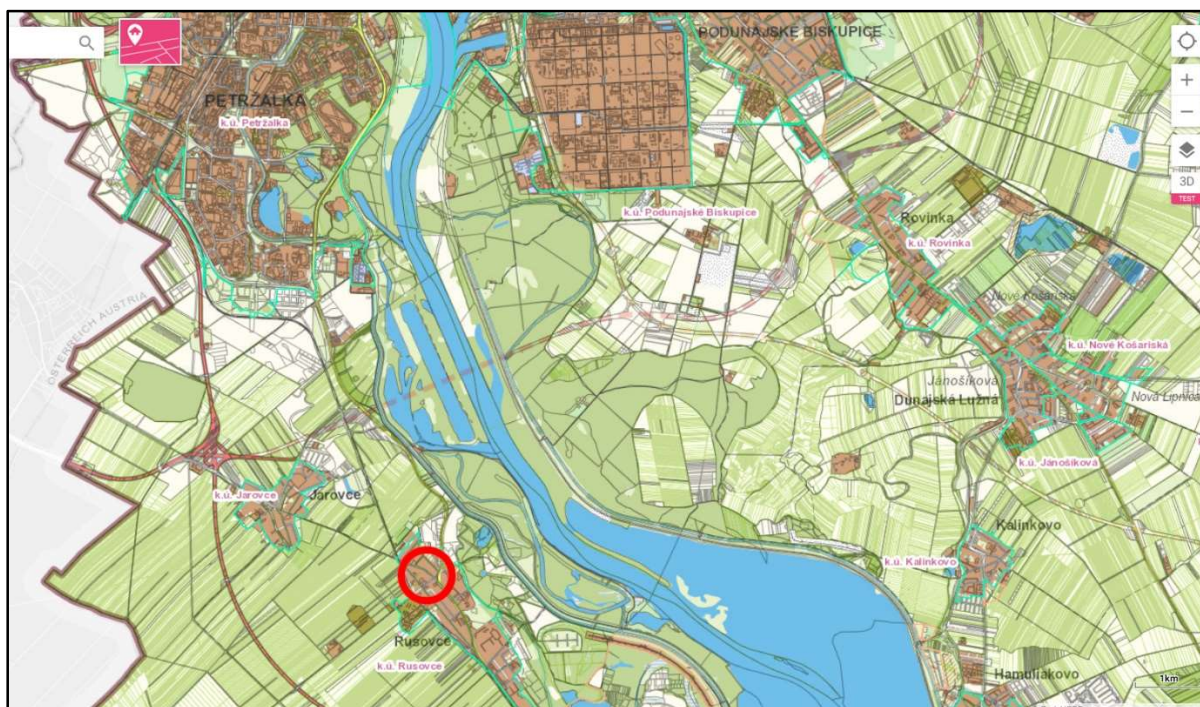 PODUNAJSKÉ BISKUPICE
PETRŽALKA
k.ú. Petržalka
3D
TEST
k.ú. Podunajské Biskupice
Rovinka
k.ú. Rovinka
ÖSTERREICH AUSTRIA
Nové Košariská
k.ú. Nové Košariská
Jánošíková
Dunajská Lužná
Nová Lipnica
k.ú. Jánošíková
k.ú. Jarovce
Jarovce
Kalinkovo
k.ú. Kalinkovo
Rusovce
k.ú. Rusovce
Hamuliakovo
1km